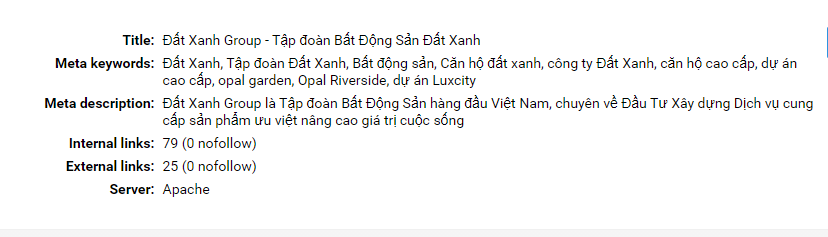 Title: Đất Xanh Group - Tập đoàn Bất Động Sản Đất Xanh
Meta keywords: Đất Xanh, Tập đoàn Đất Xanh, Bất động sản, Căn hộ đất xanh, công ty Đất Xanh, căn hộ cao cấp, dự án
cao cấp, opal garden, Opal Riverside, dự án Luxcity
Meta description: Đất Xanh Group là Tập đoàn Bất Động Sản hàng đầu Việt Nam, chuyên về Đầu Tư Xây dựng Dịch vụ cung
cấp sản phẩm ưu việt nâng cao giá trị cuộc sống
Internal links: 79 (0 nofollow)
External links: 25 (0 nofollow)
Server: Apache